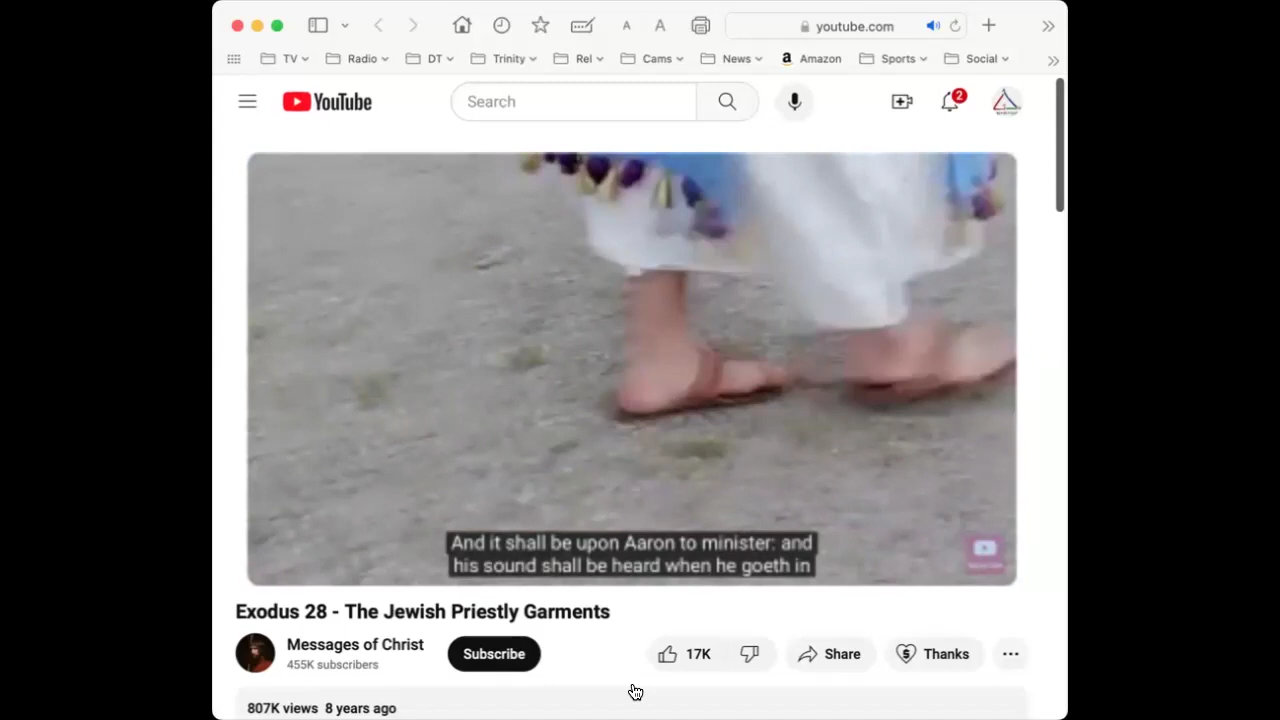 A A youtube.com
TV Radio DT Trinity Rel Cams News Amazon Sports Social
YouTube Search 2
And it shall be upon Aaron to minister: and
his sound shall be heard when he goeth in
Exodus 28 - The Jewish Priestly Garments
Messages of Christ
455K subscribers
Subscribe 17K Share Thanks
807K views 8 years ago